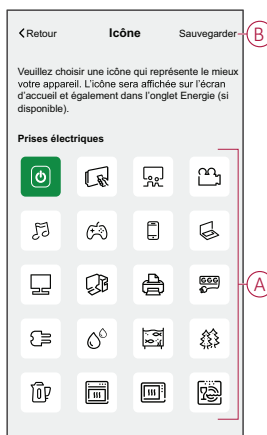 Retour Icône Sauvegarder
B
Veuillez choisir une icône qui représente le mieux
votre appareil. L'icône sera affichée sur l'écran
d'accueil et également dans l'onglet Energie (si
disponible).
Prises électriques
A